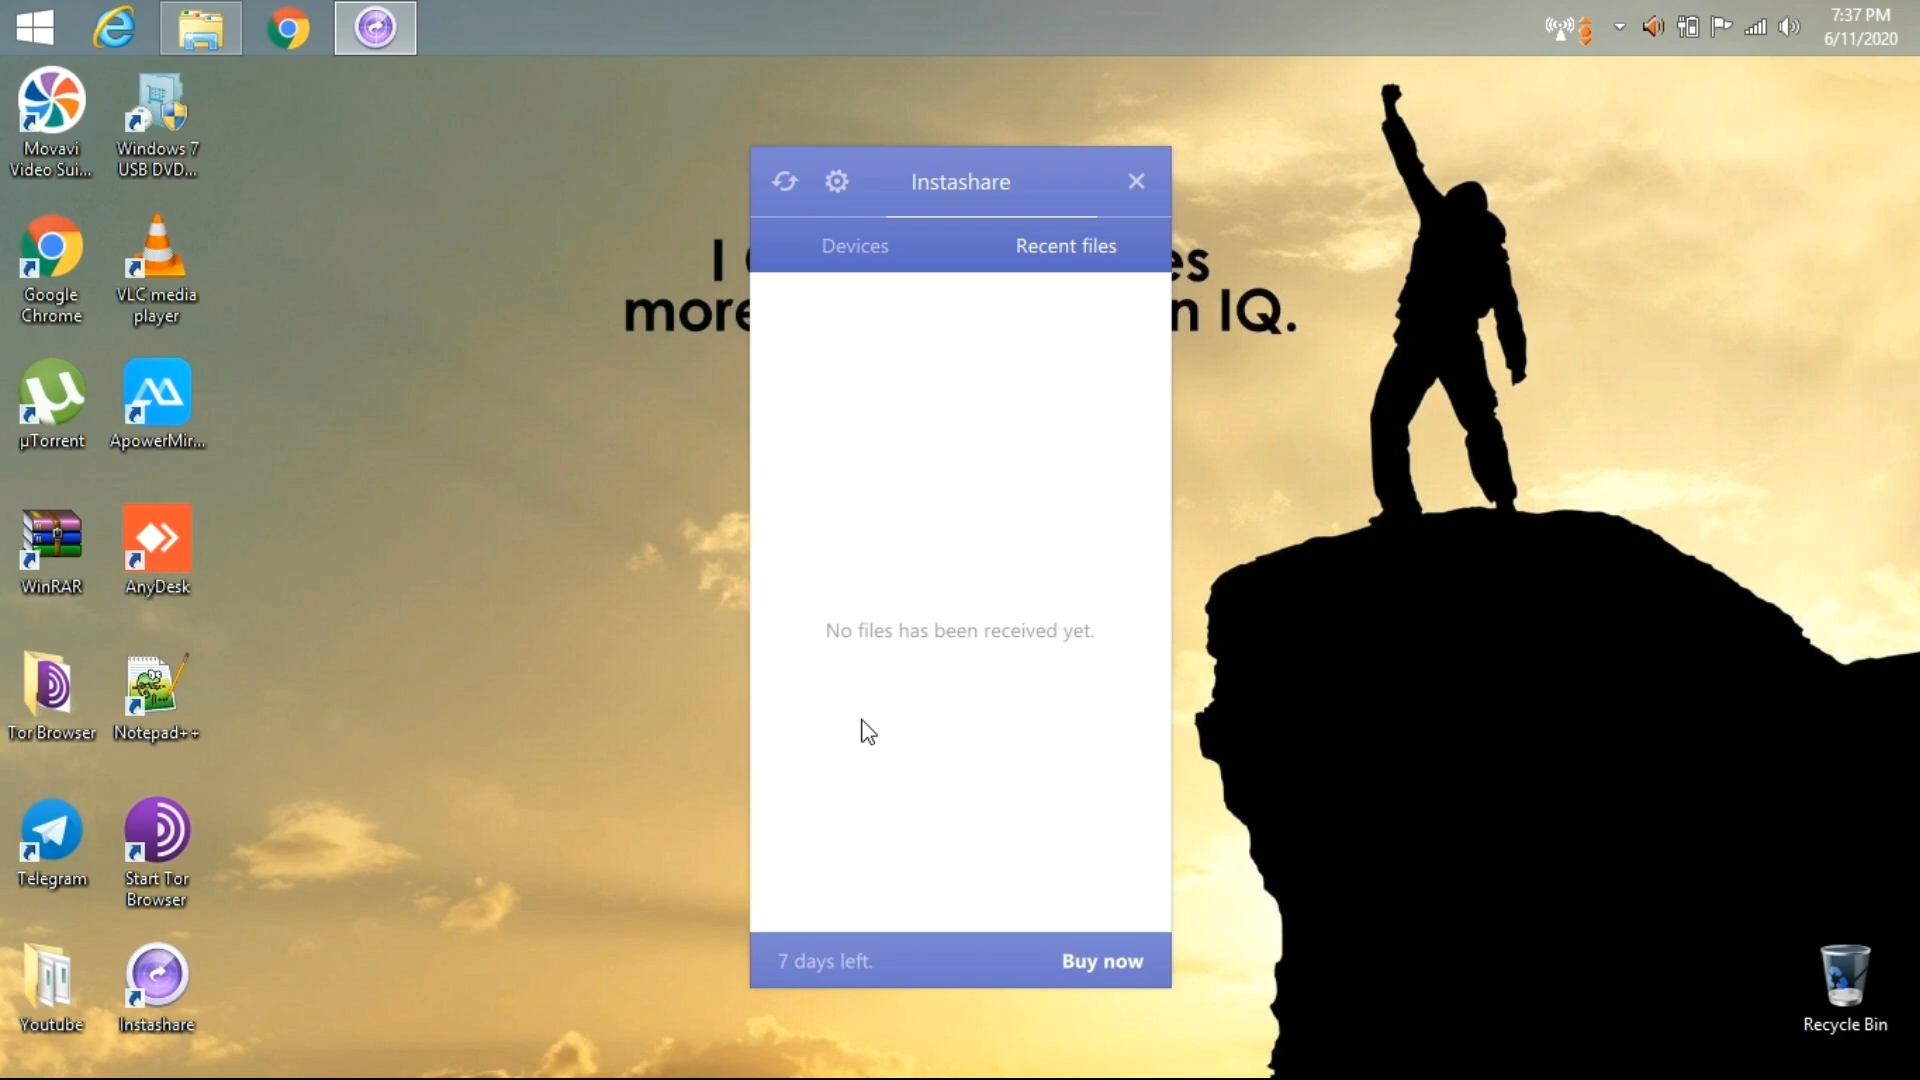 7:37 PM
6/11/2020
Movavi
Video Sui...
Windows 7
USB DVD...
Google
Chrome
VLC media
player
µTorrent
ApowerMir...
WinRAR
AnyDesk
Tor Browser
Notepad++
Telegram
Start Tor
Browser
Youtube
Instashare
I
es
more
n IQ.
Instashare
Devices
Recent files
No files has been received yet.
7 days left.
Buy now
Recycle Bin